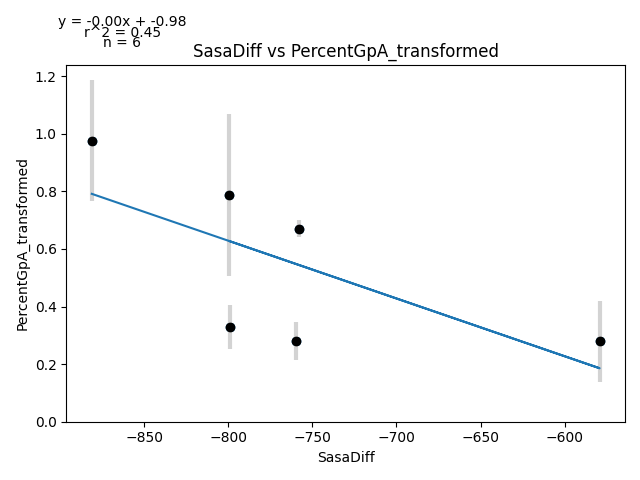 y = -0.00x + -0.98
r^2 = 0.45
n = 6
SasaDiff vs PercentGpA_transformed
PercentGpA_transformed
1.2
1.0
0.8
0.6
0.4
0.2
0.0
−850
−800
−750
−700
−650
−600
SasaDiff